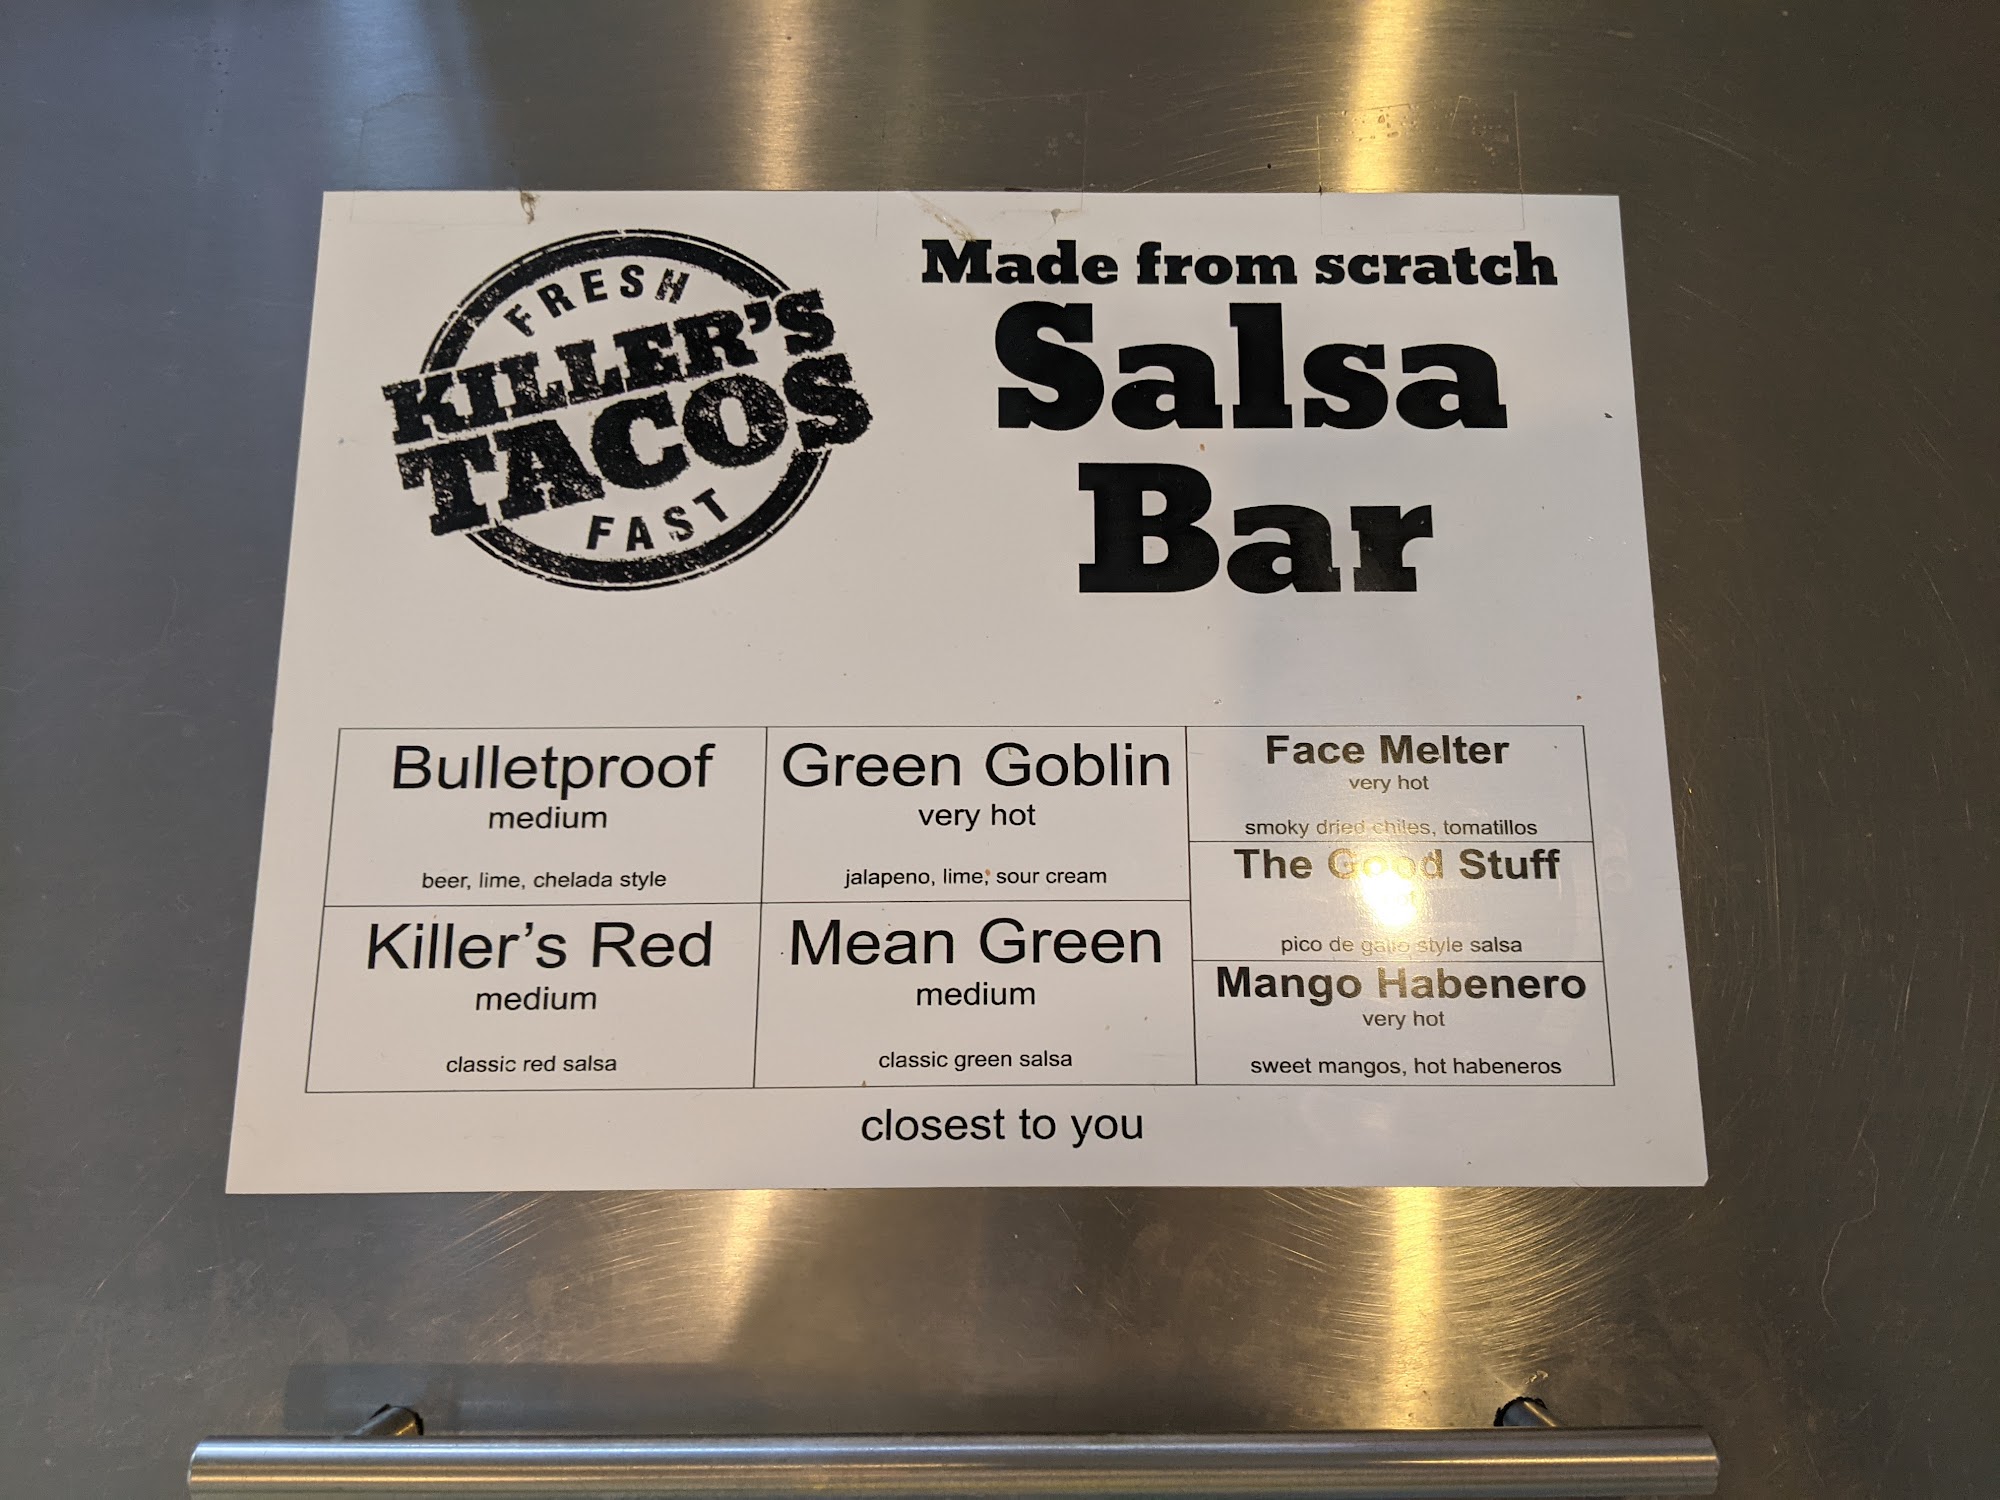 FRESH
KILLER'S
TACOS
FAST
Made from scratch
Salsa
Bar
Bulletproof
medium
beer, lime, chelada style
Green Goblin
very hot
jalapeno, lime, sour cream
Face Melter
very hot
smoky dried chiles, tomatillos
The Good Stuff
pico de gallo style salsa
Killer's Red
medium
classic red salsa
Mean Green
medium
classic green salsa
Mango Habenero
very hot
sweet mangos, hot habeneros
closest to you